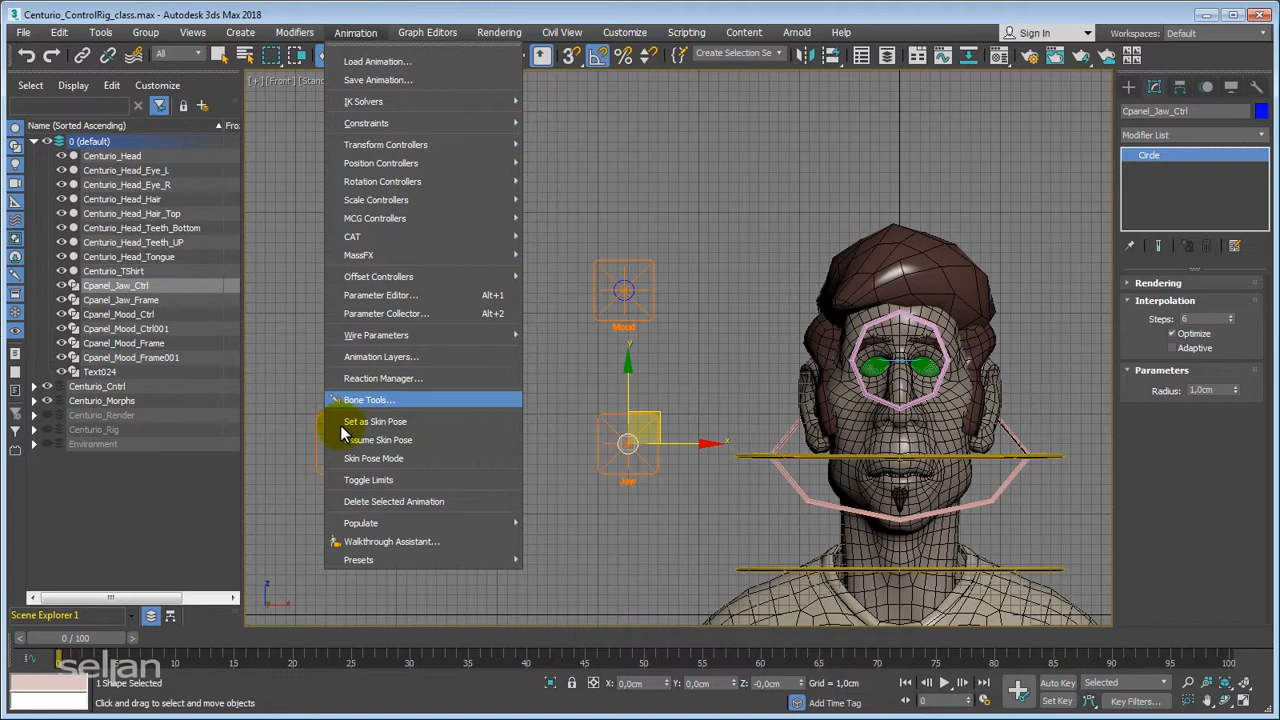 Centurio_ControlRig_class.max - Autodesk 3ds Max 2018
File Edit Tools Group Views Create Modifiers Animation Graph Editors Rendering Civil View Customize Scripting Content Arnold Help Sign In Workspaces: Default
All Create Selection Se
Select Display Edit Customize
Name (Sorted Ascending) Fro
0 (default)
Centurio_Head
Centurio_Head_Eye_L
Centurio_Head_Eye_R
Centurio_Head_Hair
Centurio_Head_Hair_Top
Centurio_Head_Teeth_Bottom
Centurio_Head_Teeth_UP
Centurio_Head_Tongue
Centurio_TShirt
Cpanel_Jaw_Ctrl
Cpanel_Jaw_Frame
Cpanel_Mood_Ctrl
Cpanel_Mood_Ctrl001
Cpanel_Mood_Frame
Cpanel_Mood_Frame001
Text024
Centurio_Cntrl
Centurio_Morphs
Centurio_Render
Centurio_Rig
Environment
Scene Explorer 1
[+] [Front] [Stand
Load Animation...
Save Animation...
IK Solvers
Constraints
Transform Controllers
Position Controllers
Rotation Controllers
Scale Controllers
MCG Controllers
CAT
MassFX
Offset Controllers
Parameter Editor... Alt+1
Parameter Collector... Alt+2
Wire Parameters
Animation Layers...
Reaction Manager...
Bone Tools...
Set as Skin Pose
Assume Skin Pose
Skin Pose Mode
Toggle Limits
Delete Selected Animation
Populate
Walkthrough Assistant...
Presets
Mood
y
x
Jaw
z
x
Cpanel_Jaw_Ctrl
Modifier List
Circle
Rendering
Interpolation
Steps: 6
Optimize
Adaptive
Parameters
Radius: 1,0cm
0 / 100
10 15 20 25 30 35 40 45 50 55 60 65 70 75 80 85 90 95 100
seljan
1 Shape Selected
Click and drag to select and move objects
X: 0,0cm Y: 0,0cm Z: -0,0cm Grid = 1,0cm
Add Time Tag
0
Auto Key Selected
Set Key Key Filters...